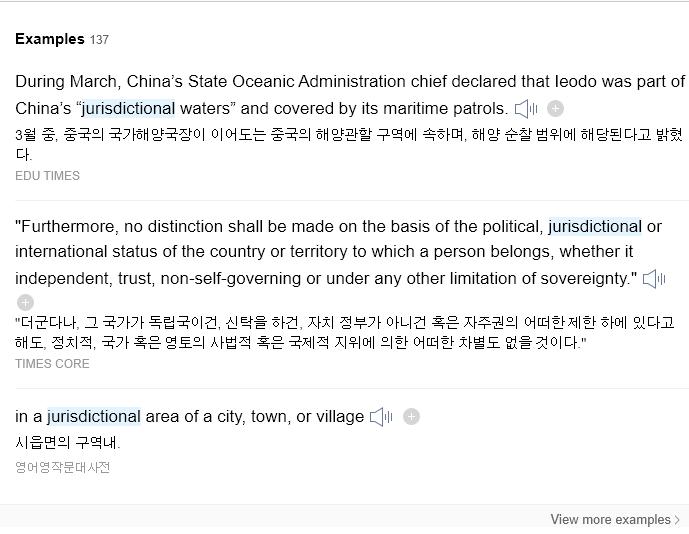 Examples 137
During March, China’s State Oceanic Administration chief declared that Ieodo was part of
China’s “jurisdictional waters” and covered by its maritime patrols.
3월 중, 중국의 국가해양국장이 이어도는 중국의 해양관할 구역에 속하며, 해양 순찰 범위에 해당된다고 밝혔
다.
EDU TIMES
"Furthermore, no distinction shall be made on the basis of the political, jurisdictional or
international status of the country or territory to which a person belongs, whether it
independent, trust, non-self-governing or under any other limitation of sovereignty."
"더군다나, 그 국가가 독립국이건, 신탁을 하건, 자치 정부가 아니건 혹은 자주권의 어떠한 제한 하에 있다고
해도, 정치적, 국가 혹은 영토의 사법적 혹은 국제적 지위에 의한 어떠한 차별도 없을 것이다."
TIMES CORE
in a jurisdictional area of a city, town, or village
시읍면의 구역내.
영어영작문대사전
View more examples